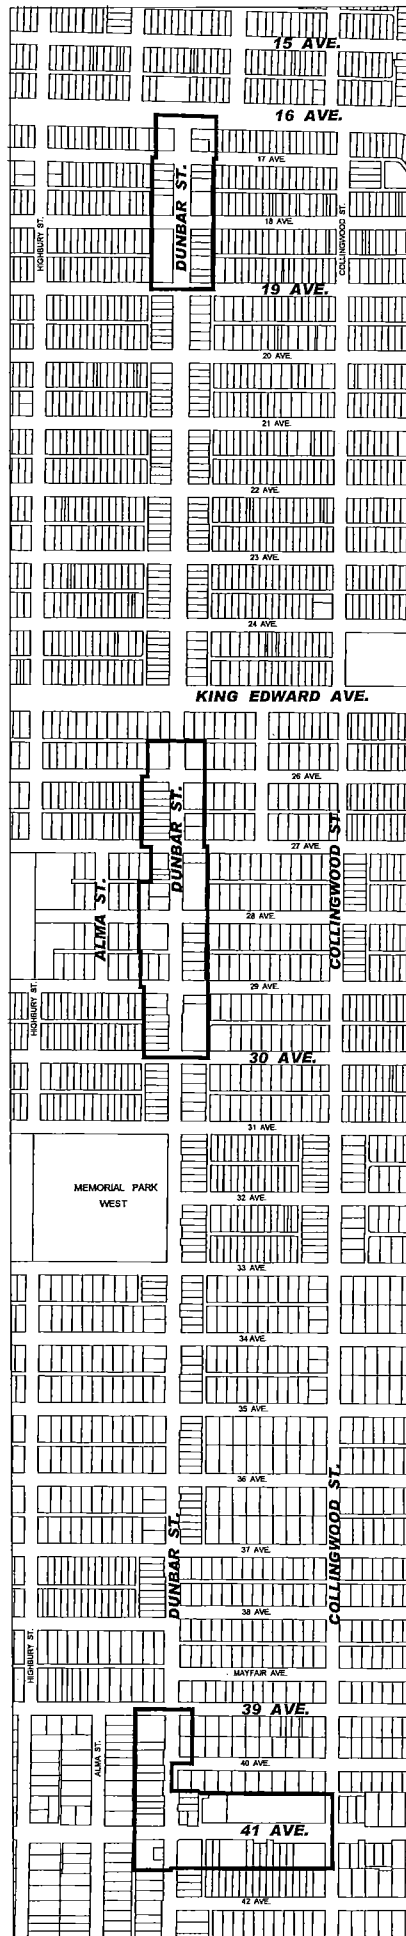 15 AVE.
16 AVE.
17 AVE
DUNBAR ST.
18 AVE.
HIGHBURY ST.
COLLINGWOOD ST.
19 AVE.
20 AVE.
21 AVE.
22 AVE.
23 AVE.
24 AVE.
KING EDWARD AVE.
26 AVE.
DUNBAR ST.
27 AVE.
COLLINGWOOD ST.
ALMA ST.
28 AVE.
29 AVE.
HIGHBURY ST.
30 AVE.
31 AVE.
MEMORIAL PARK
WEST
32 AVE.
33 AVE.
34 AVE.
35 AVE.
36 AVE.
COLLINGWOOD ST.
DUNBAR ST.
37 AVE.
38 AVE.
HIGHBURY ST.
MAYFAIR AVE.
39 AVE.
ALMA ST.
40 AVE.
41 AVE.
42 AVE.